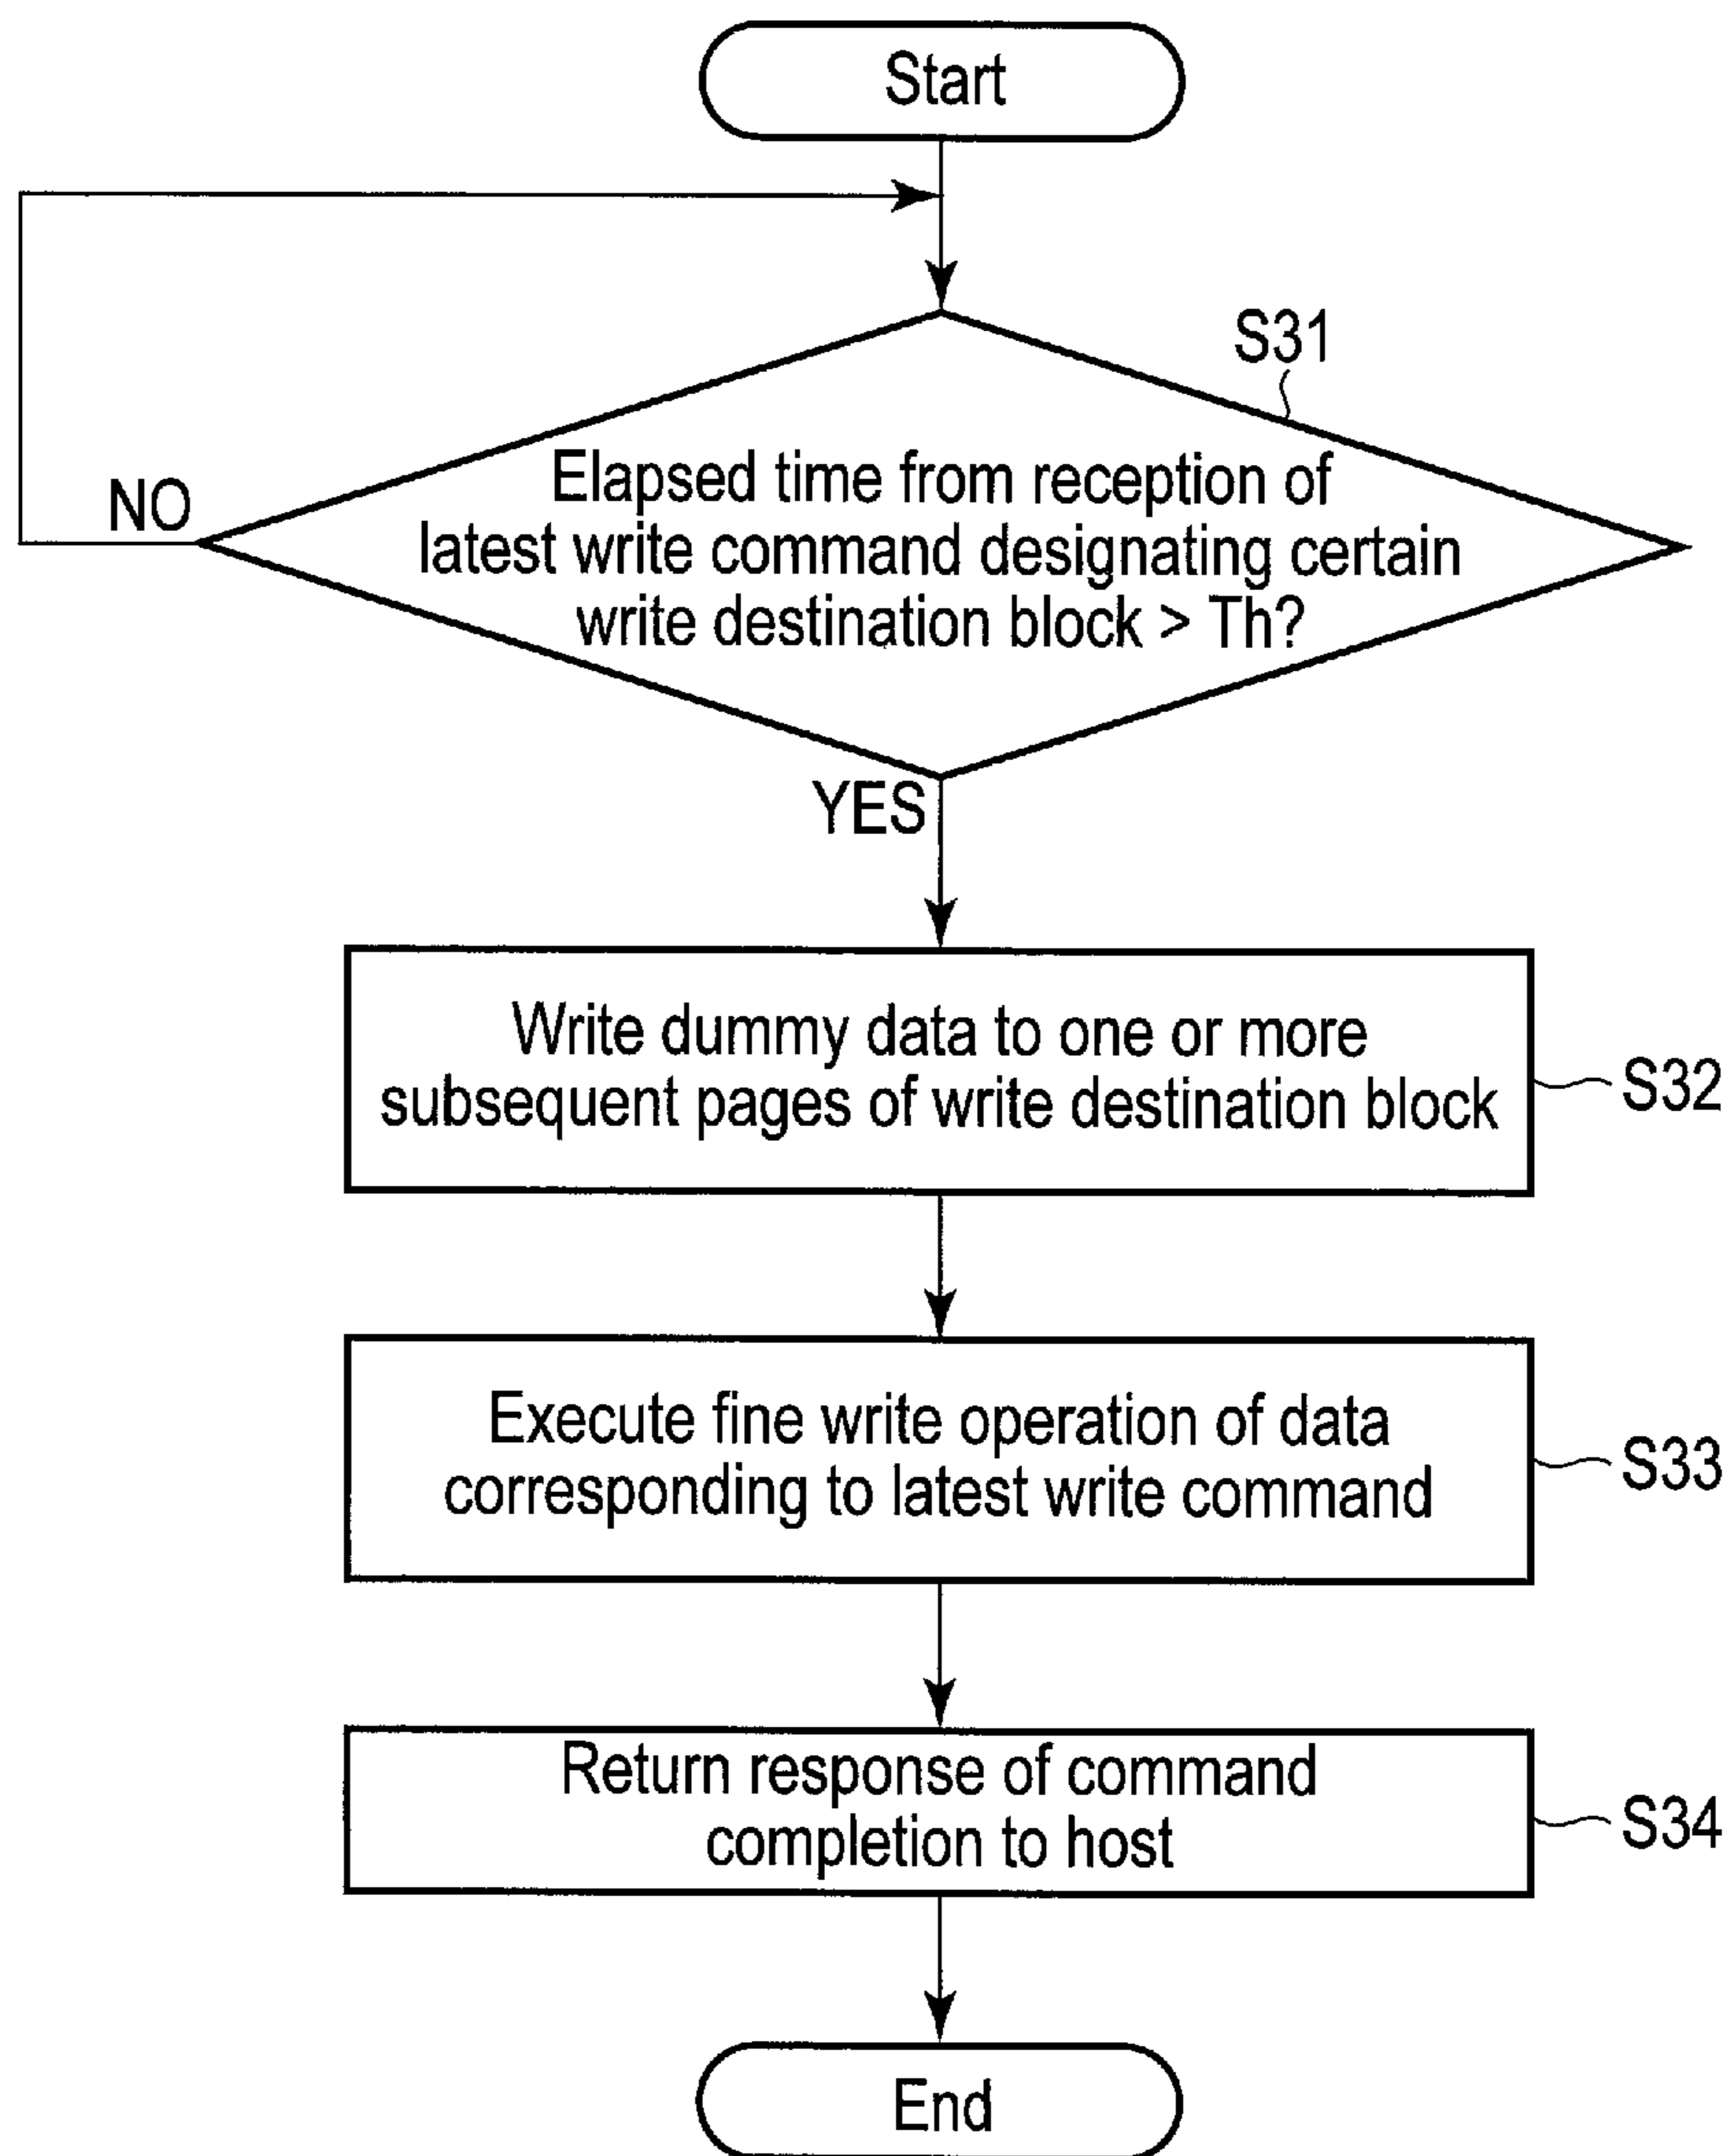 Start
S31
Elapsed time from reception of
latest write command designating certain
write destination block > Th?
NO
YES
Write dummy data to one or more
subsequent pages of write destination block
S32
Execute fine write operation of data
corresponding to latest write command
S33
Return response of command
completion to host
S34
End